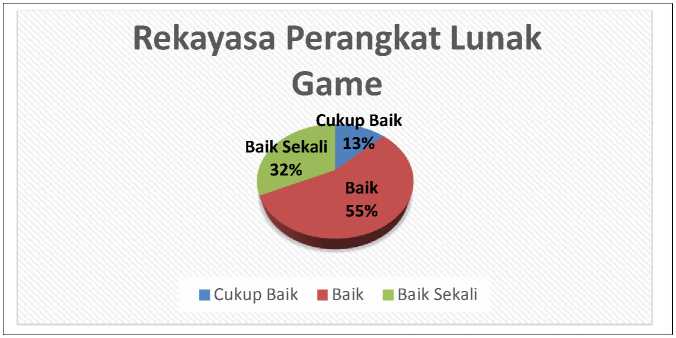 Rekayasa Perangkat Lunak
Game
Cukup Baik
13%
Baik Sekali
32%
Baik
55%
Cukup Baik Baik Baik Sekali